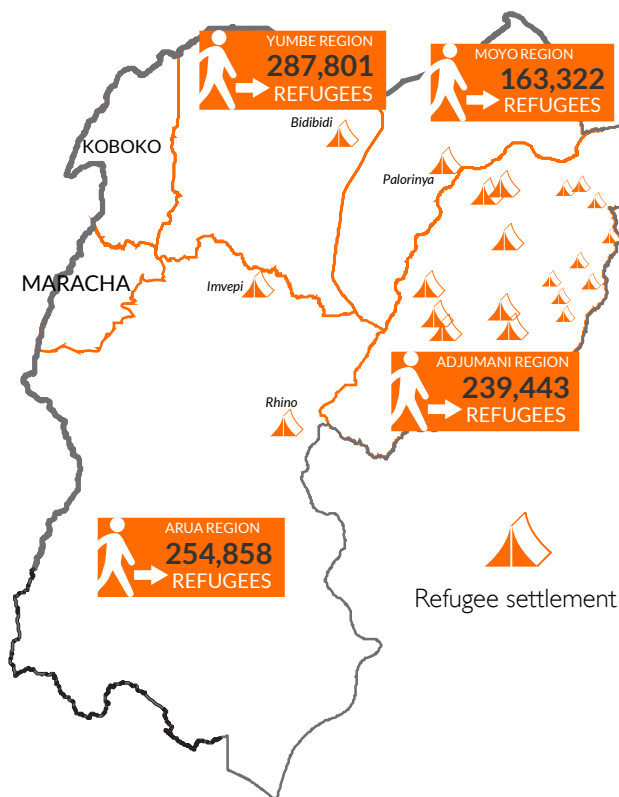 YUMBE REGION
287,801
REFUGEES
MOYO REGION
163,322
REFUGEES
Bidibidi
KOBOKO
Palorinya
MARACHA
Imvepi
ADJUMANI REGION
239,443
REFUGEES
Rhino
ARUA REGION
254,858
REFUGEES
Refugee settlement